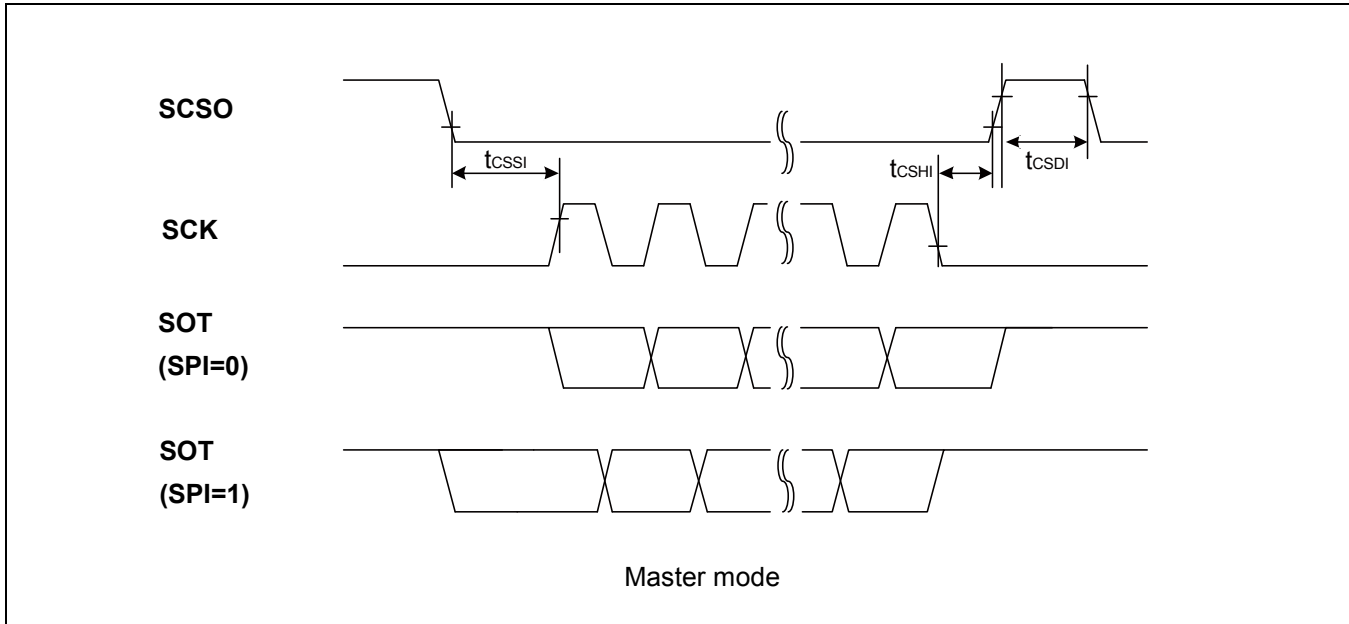 SCSO
tCSSI
tCSHI
tCSDI
SCK
SOT
(SPI=0)
SOT
(SPI=1)
Master mode